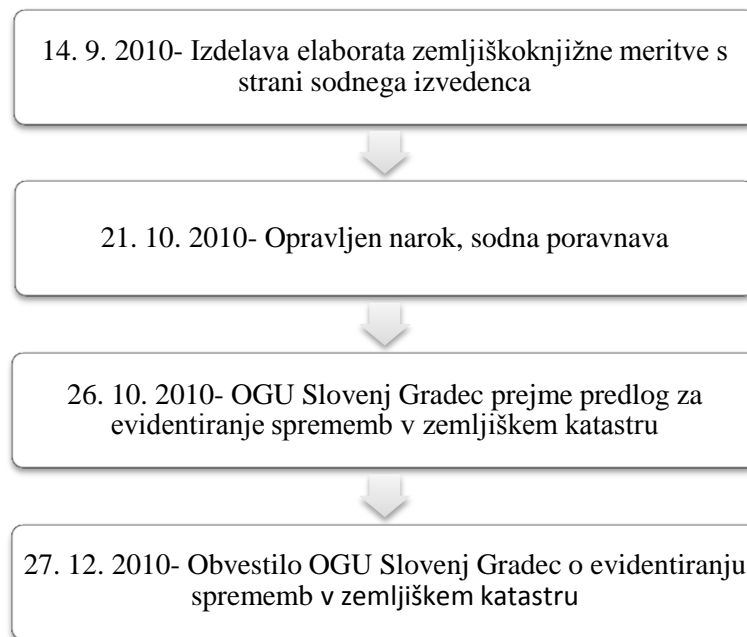 14. 9. 2010- Izdelava elaborata zemljiškoknjižne meritve s
strani sodnega izvedenca
21. 10. 2010- Opravljen narok, sodna poravnava
26. 10. 2010- OGU Slovenj Gradec prejme predlog za
evidentiranje sprememb v zemljiškem katastru
27. 12. 2010- Obvestilo OGU Slovenj Gradec o evidentiranju
sprememb v zemljiškem katastru